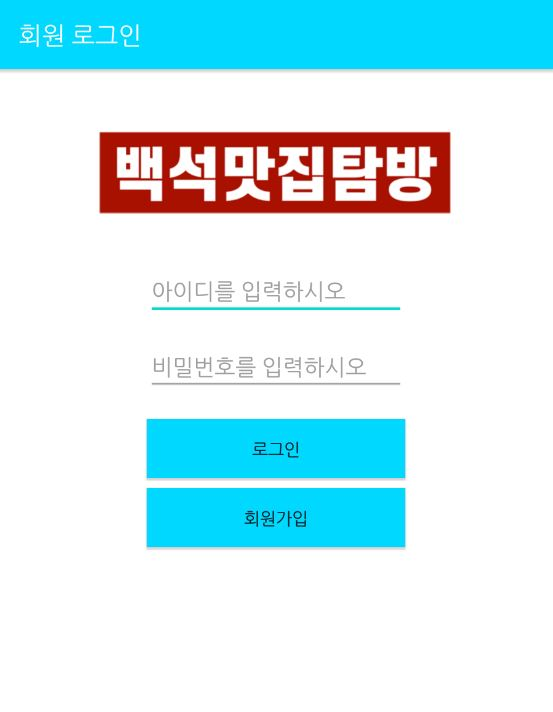 회원 로그인
백석맛집탐방
아이디를 입력하시오
비밀번호를 입력하시오
로그인
회원가입